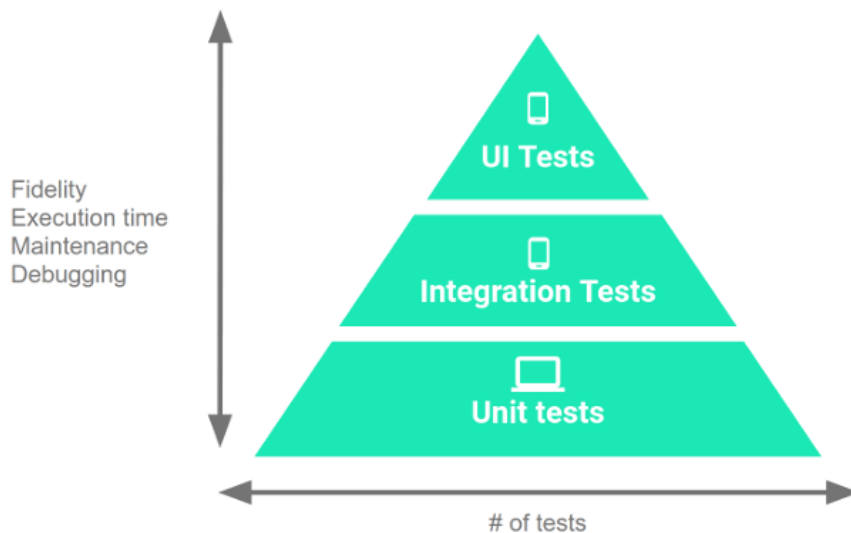 UI Tests
Fidelity
Execution time
Maintenance
Debugging
Integration Tests
Unit tests
# of tests